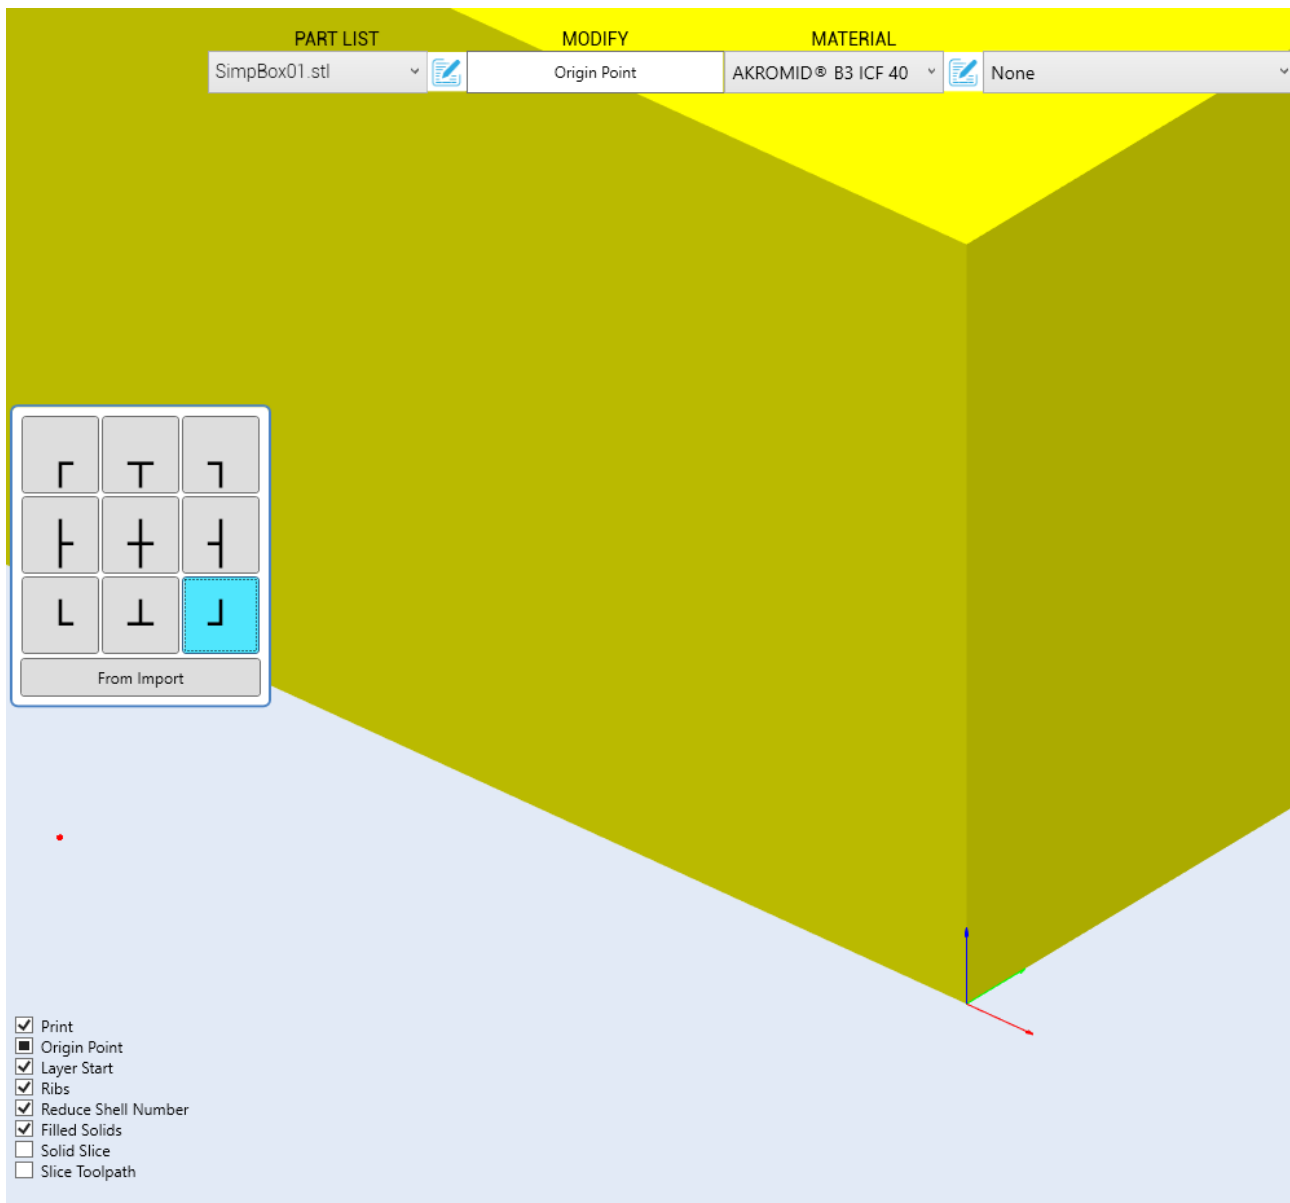 PART LIST MODIFY MATERIAL
SimpBox01.stl Origin Point AKROMID® B3 ICF 40 None
From Import
Print
Origin Point
Layer Start
Ribs
Reduce Shell Number
Filled Solids
Solid Slice
Slice Toolpath